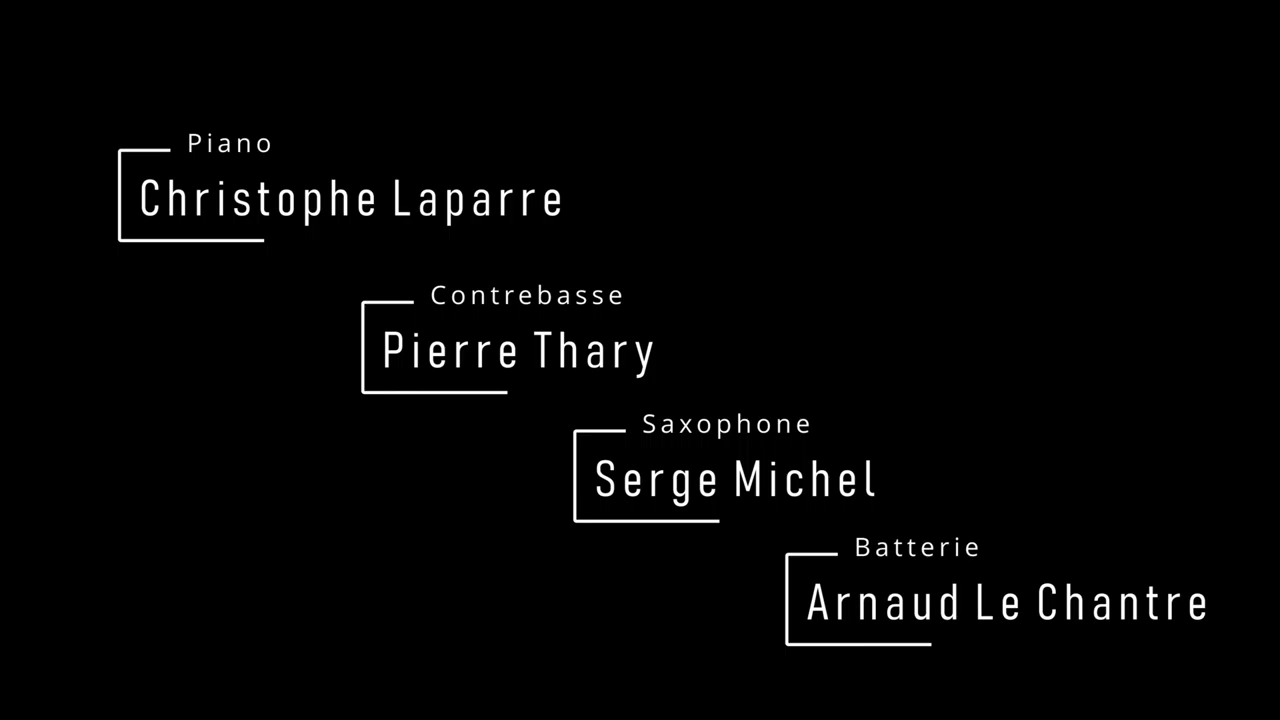 Piano
Christophe Laparre
Contrebasse
Pierre Thary
Saxophone
Serge Michel
Batterie
Arnaud Le Chantre